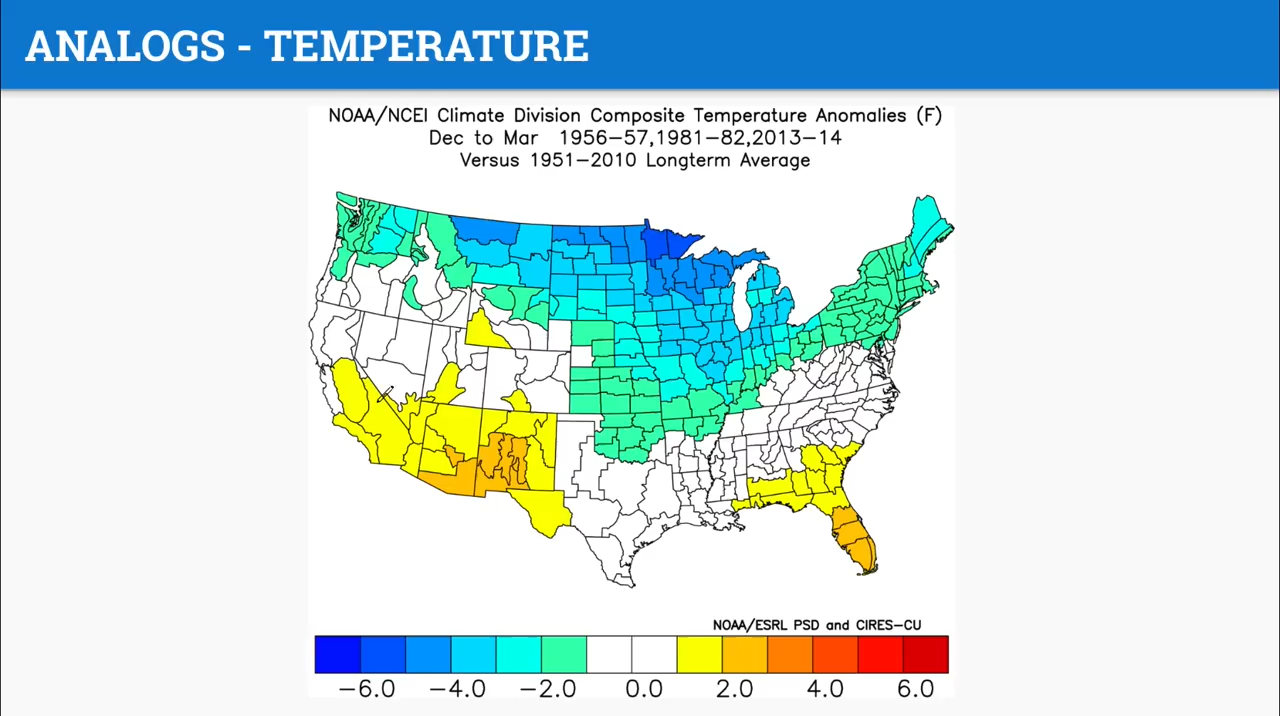 ANALOGS - TEMPERATURE
NOAA/NCEI Climate Division Composite Temperature Anomalies (F)
Dec to Mar 1956-57,1981-82,2013-14
Versus 1951-2010 Longterm Average
NOAA/ESRL PSD and CIRES-CU
-6.0 -4.0 -2.0 0.0 2.0 4.0 6.0